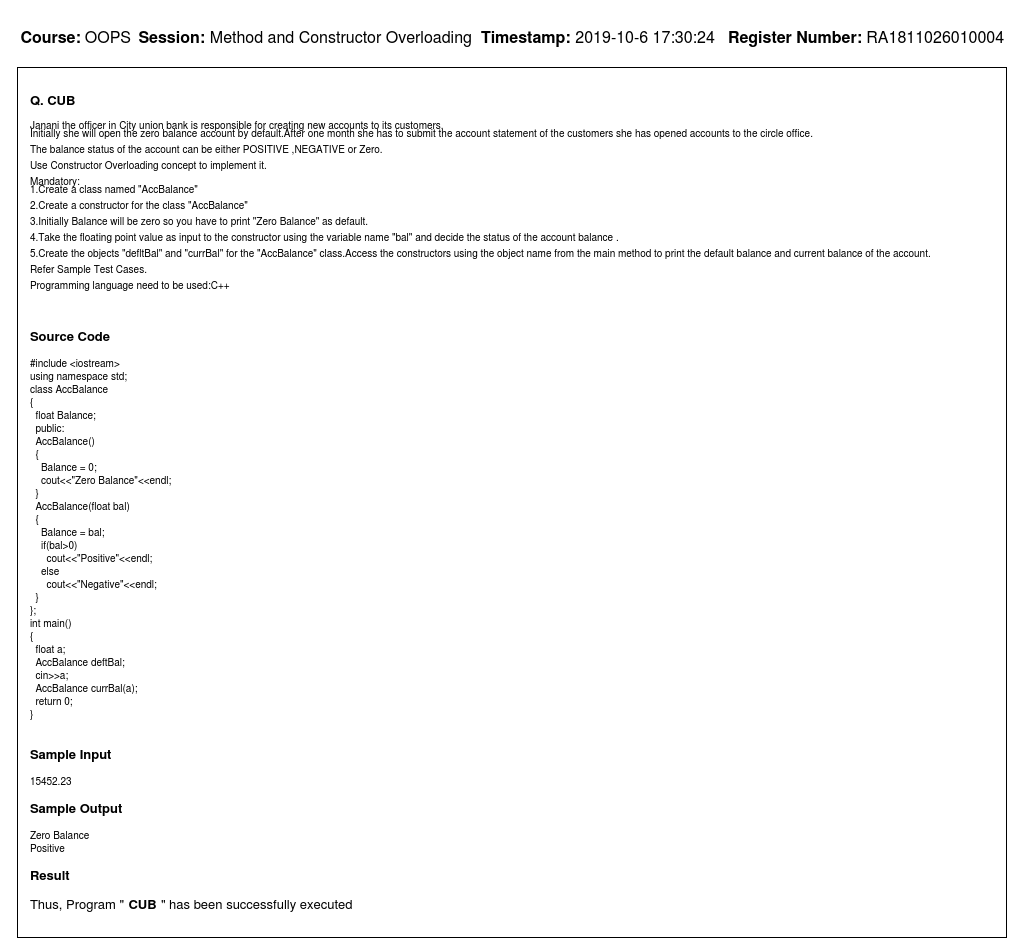 Course: OOPS Session: Method and Constructor Overloading Timestamp: 2019-10-6 17:30:24 Register Number: RA1811026010004
Q. CUB
Janani the officer in City union bank is responsible for creating new accounts to its customers.
Initially she will open the zero balance account by default.After one month she has to submit the account statement of the customers she has opened accounts to the circle office.
The balance status of the account can be either POSITIVE ,NEGATIVE or Zero.
Use Constructor Overloading concept to implement it.
Mandatory:
1.Create a class named "AccBalance"
2.Create a constructor for the class "AccBalance"
3.Initially Balance will be zero so you have to print "Zero Balance" as default.
4.Take the floating point value as input to the constructor using the variable name "bal" and decide the status of the account balance .
5.Create the objects "defltBal" and "currBal" for the "AccBalance" class.Access the constructors using the object name from the main method to print the default balance and current balance of the account.
Refer Sample Test Cases.
Programming language need to be used:C++
Source Code
#include <iostream>
using namespace std;
class AccBalance
{
float Balance;
public:
AccBalance()
{
Balance = 0;
cout<<"Zero Balance"<<endl;
}
AccBalance(float bal)
{
Balance = bal;
if(bal>0)
cout<<"Positive"<<endl;
else
cout<<"Negative"<<endl;
}
};
int main()
{
float a;
AccBalance deftBal;
cin>>a;
AccBalance currBal(a);
return 0;
}
Sample Input
15452.23
Sample Output
Zero Balance
Positive
Result
Thus, Program " CUB " has been successfully executed